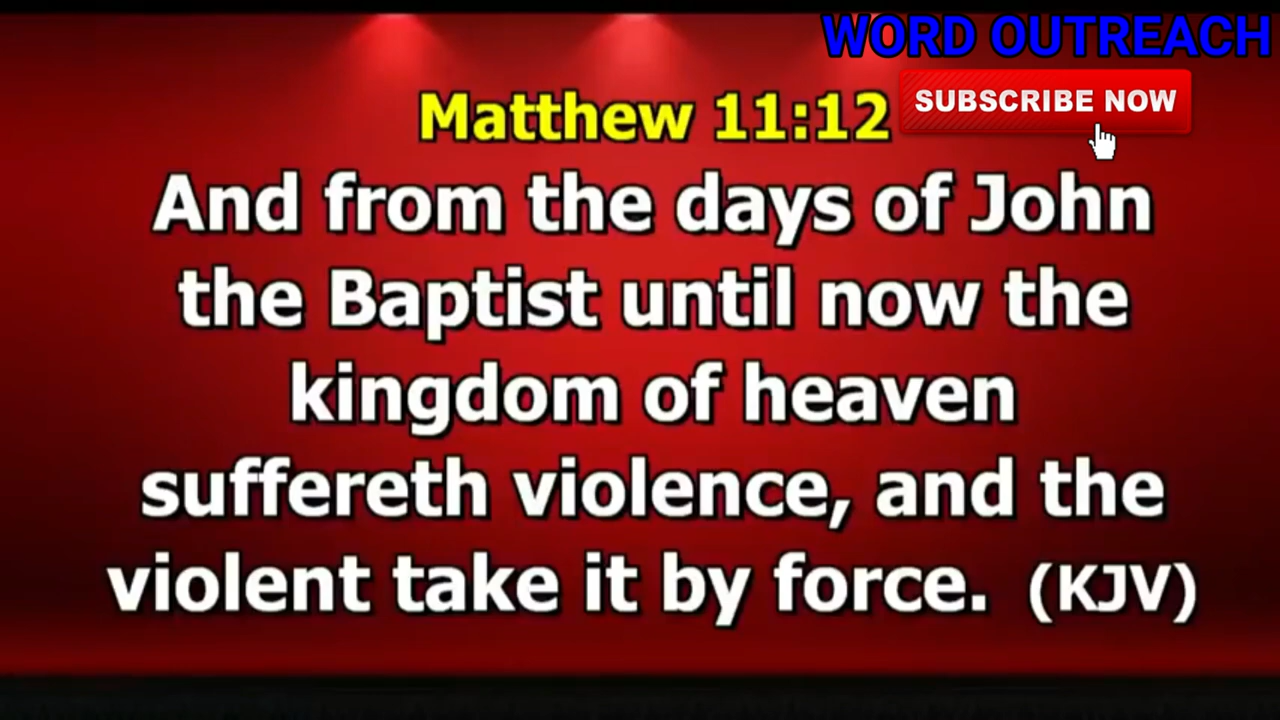 WORD OUTREACH
SUBSCRIBE NOW
Matthew 11:12
And from the days of John
the Baptist until now the
kingdom of heaven
suffereth violence, and the
violent take it by force. (KJV)